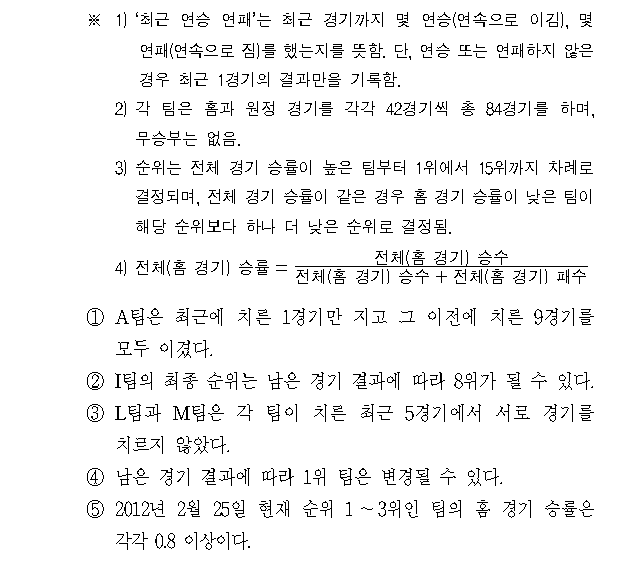 ※ 1) ‘최근 연승 연패’는 최근 경기까지 몇 연승(연속으로 이김), 몇
연패(연속으로 짐)를 했는지를 뜻함. 단, 연승 또는 연패하지 않은
경우 최근 1경기의 결과만을 기록함.
2) 각 팀은 홈과 원정 경기를 각각 42경기씩 총 84경기를 하며,
무승부는 없음.
3) 순위는 전체 경기 승률이 높은 팀부터 1위에서 15위까지 차례로
결정되며, 전체 경기 승률이 같은 경우 홈 경기 승률이 낮은 팀이
해당 순위보다 하나 더 낮은 순위로 결정됨.
4) 전체(홈 경기) 승률 = 전체(홈 경기) 승수
전체(홈 경기) 승수 + 전체(홈 경기) 패수
① A팀은 최근에 치른 1경기만 지고 그 이전에 치른 9경기를
모두 이겼다.
② I팀의 최종 순위는 남은 경기 결과에 따라 8위가 될 수 있다.
③ L팀과 M팀은 각 팀이 치른 최근 5경기에서 서로 경기를
치르지 않았다.
④ 남은 경기 결과에 따라 1위 팀은 변경될 수 있다.
⑤ 2012년 2월 25일 현재 순위 1～3위인 팀의 홈 경기 승률은
각각 0.8 이상이다.